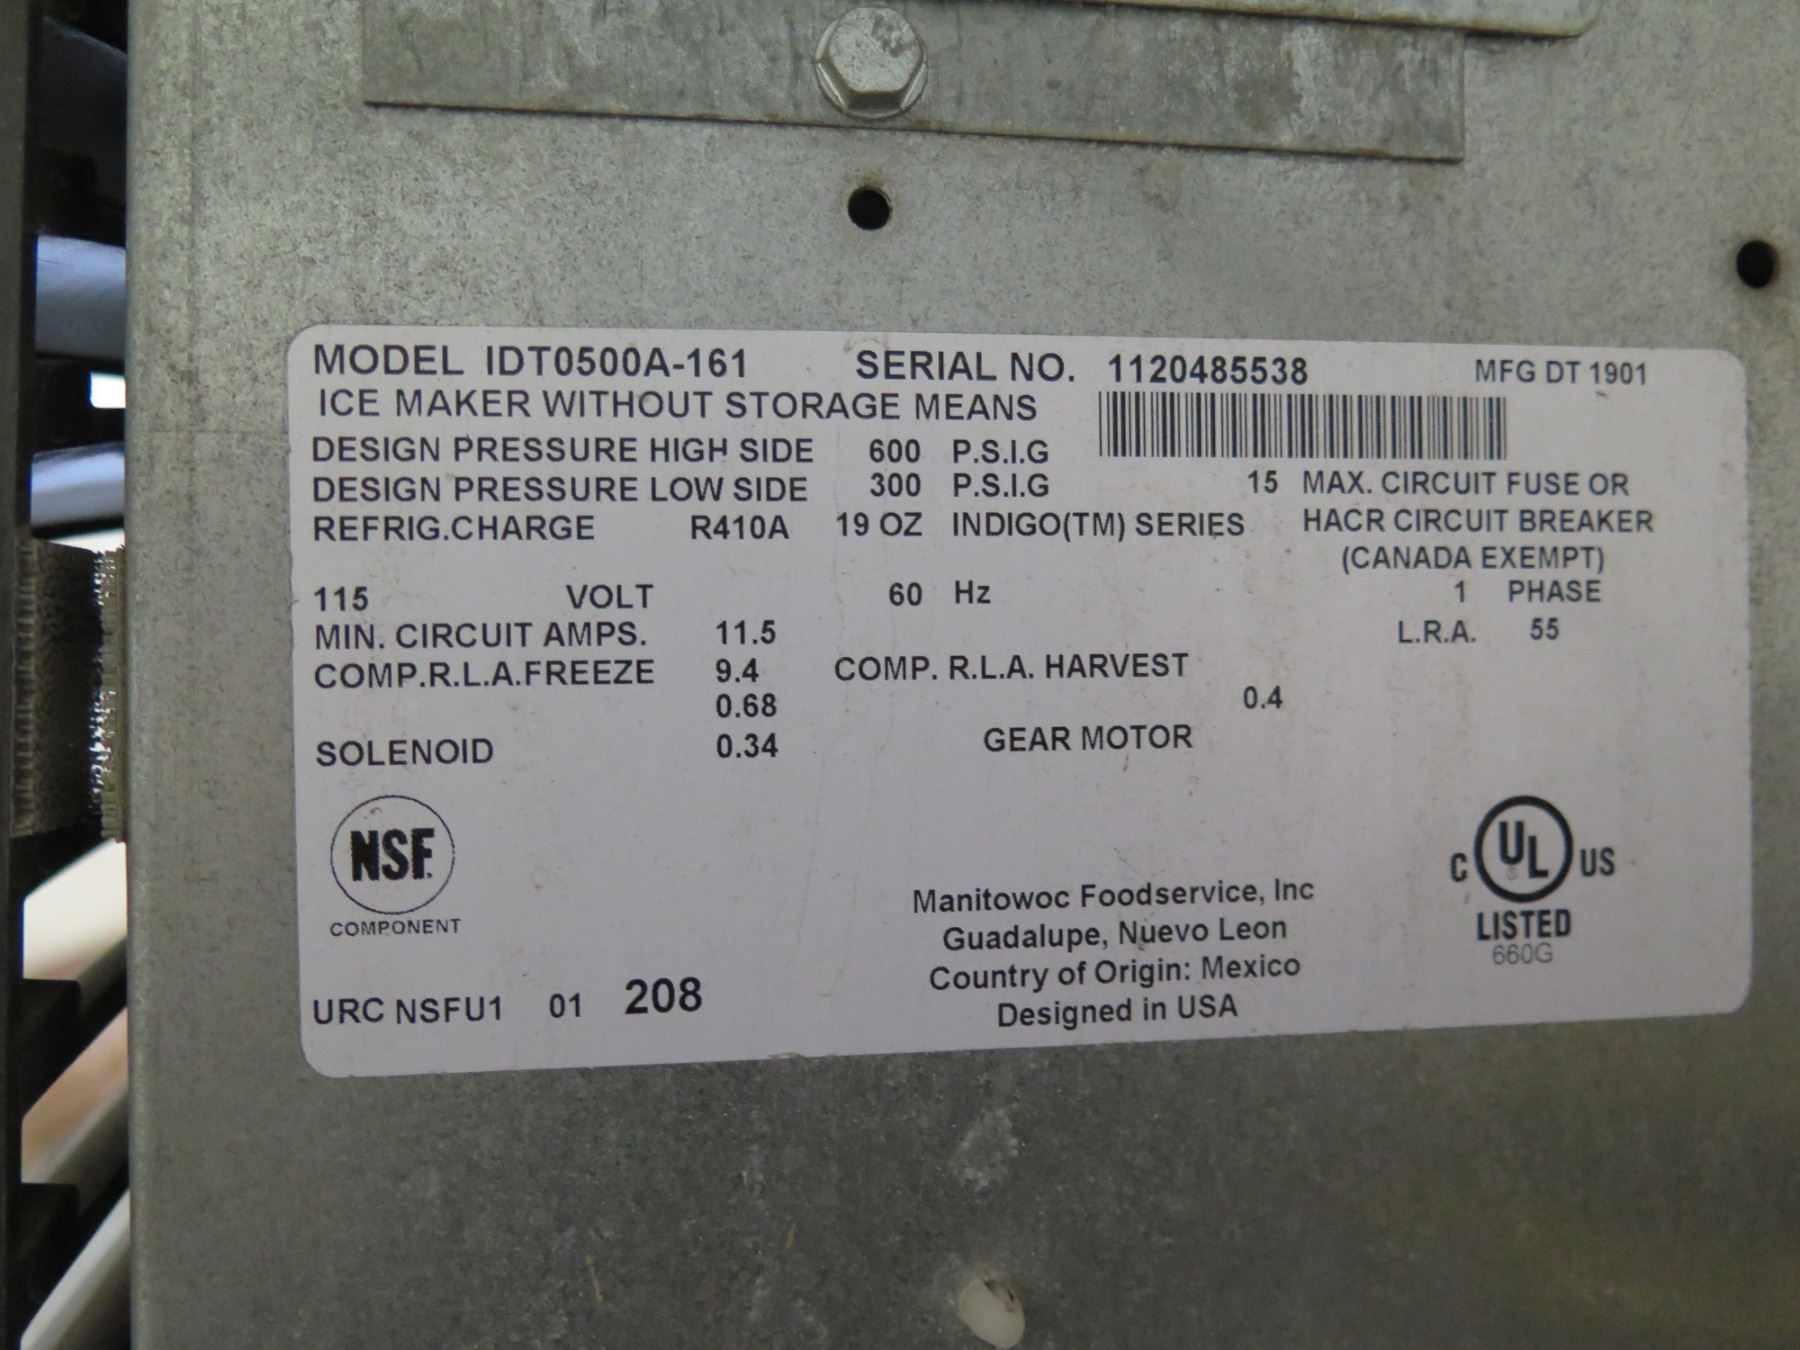 MODEL IDT0500A-161 SERIAL NO. 1120485538 MFG DT 1901
ICE MAKER WITHOUT STORAGE MEANS
DESIGN PRESSURE HIGH SIDE 600 P.S.I.G
DESIGN PRESSURE LOW SIDE 300 P.S.I.G 15 MAX. CIRCUIT FUSE OR
REFRIG.CHARGE R410A 19 OZ INDIGO(TM) SERIES HACR CIRCUIT BREAKER
(CANADA EXEMPT)
115 VOLT 60 Hz 1 PHASE
MIN. CIRCUIT AMPS. 11.5 L.R.A. 55
COMP.R.L.A.FREEZE 9.4 COMP. R.L.A. HARVEST
0.68 0.4
SOLENOID 0.34 GEAR MOTOR
NSF.
COMPONENT
C UL US
LISTED
660G
Manitowoc Foodservice, Inc
Guadalupe, Nuevo Leon
Country of Origin: Mexico
Designed in USA
URC NSFU1 01 208